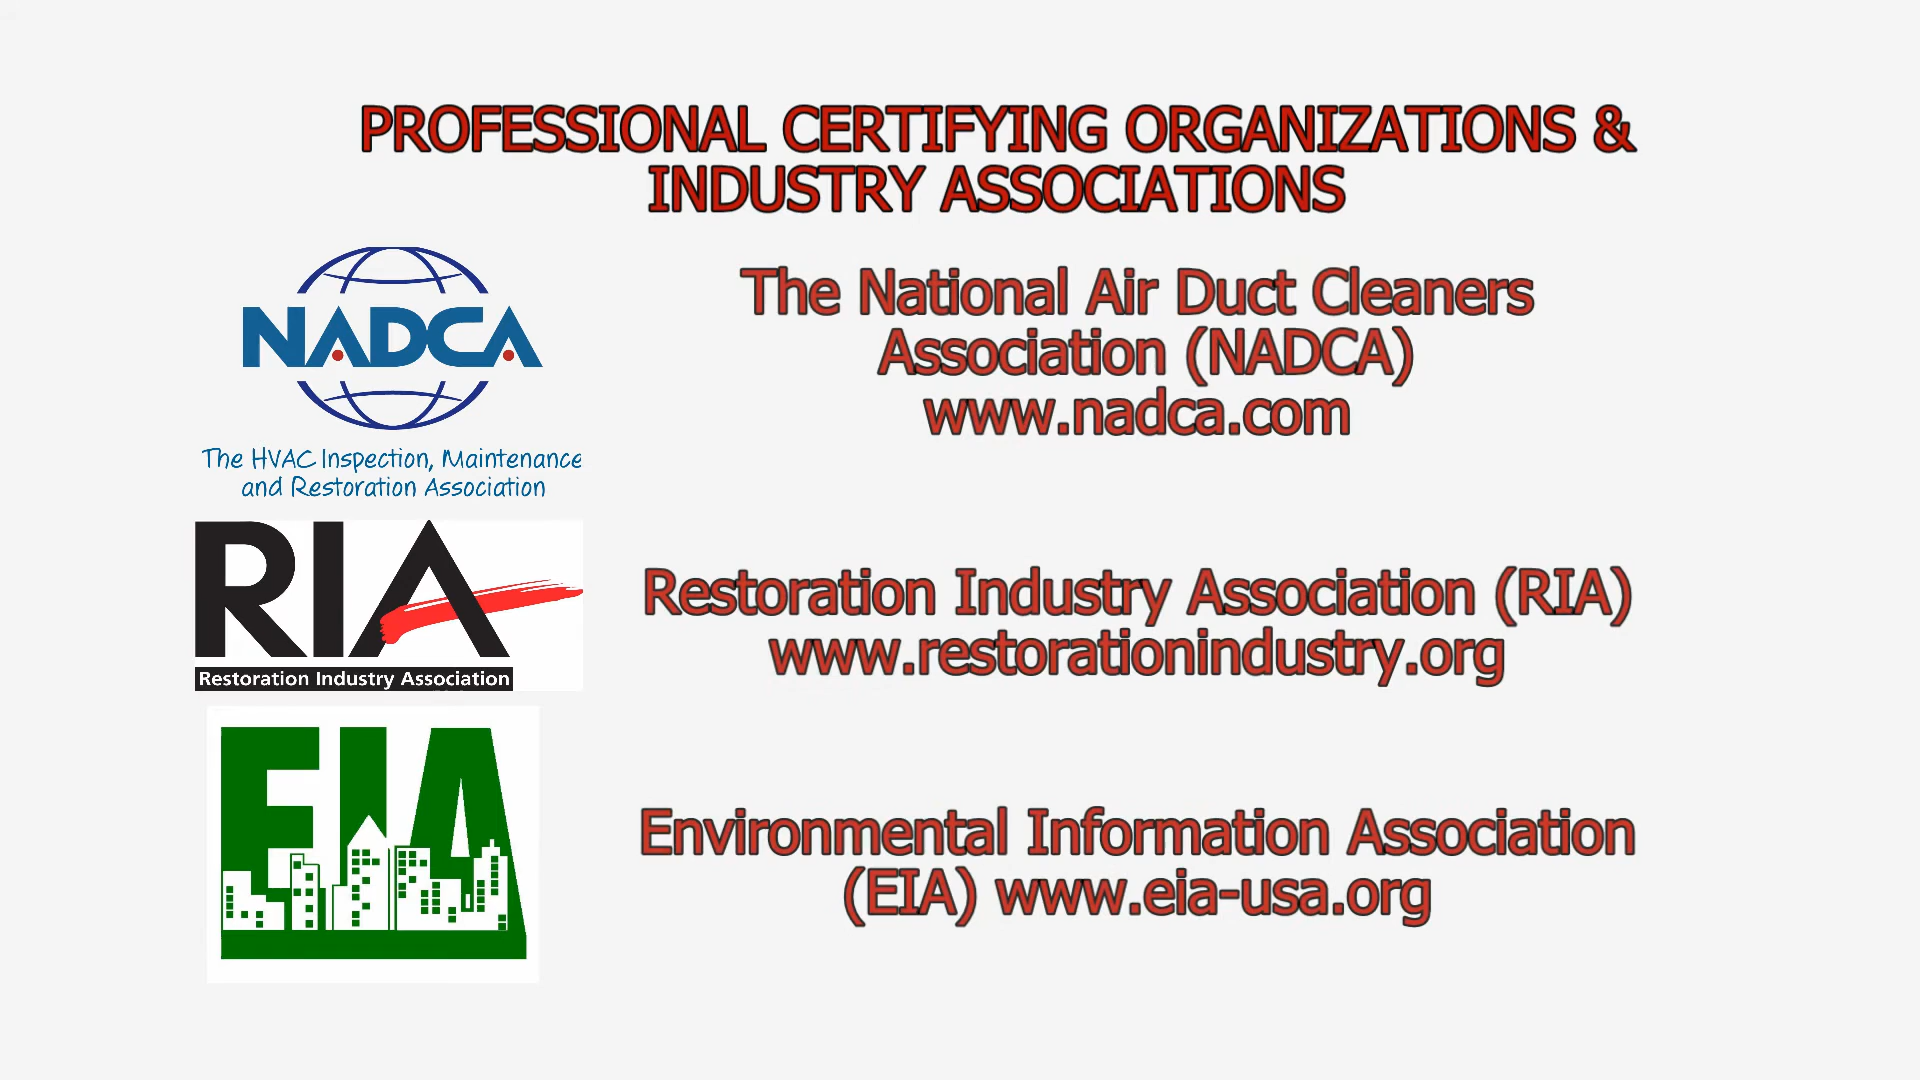 PROFESSIONAL CERTIFYING ORGANIZATIONS &
INDUSTRY ASSOCIATIONS
NADCA
The HVAC Inspection, Maintenance
and Restoration Association
The National Air Duct Cleaners
Association (NADCA)
www.nadca.com
RIA
Restoration Industry Association
Restoration Industry Association (RIA)
www.restorationindustry.org
EIA
Environmental Information Association
(EIA) www.eia-usa.org